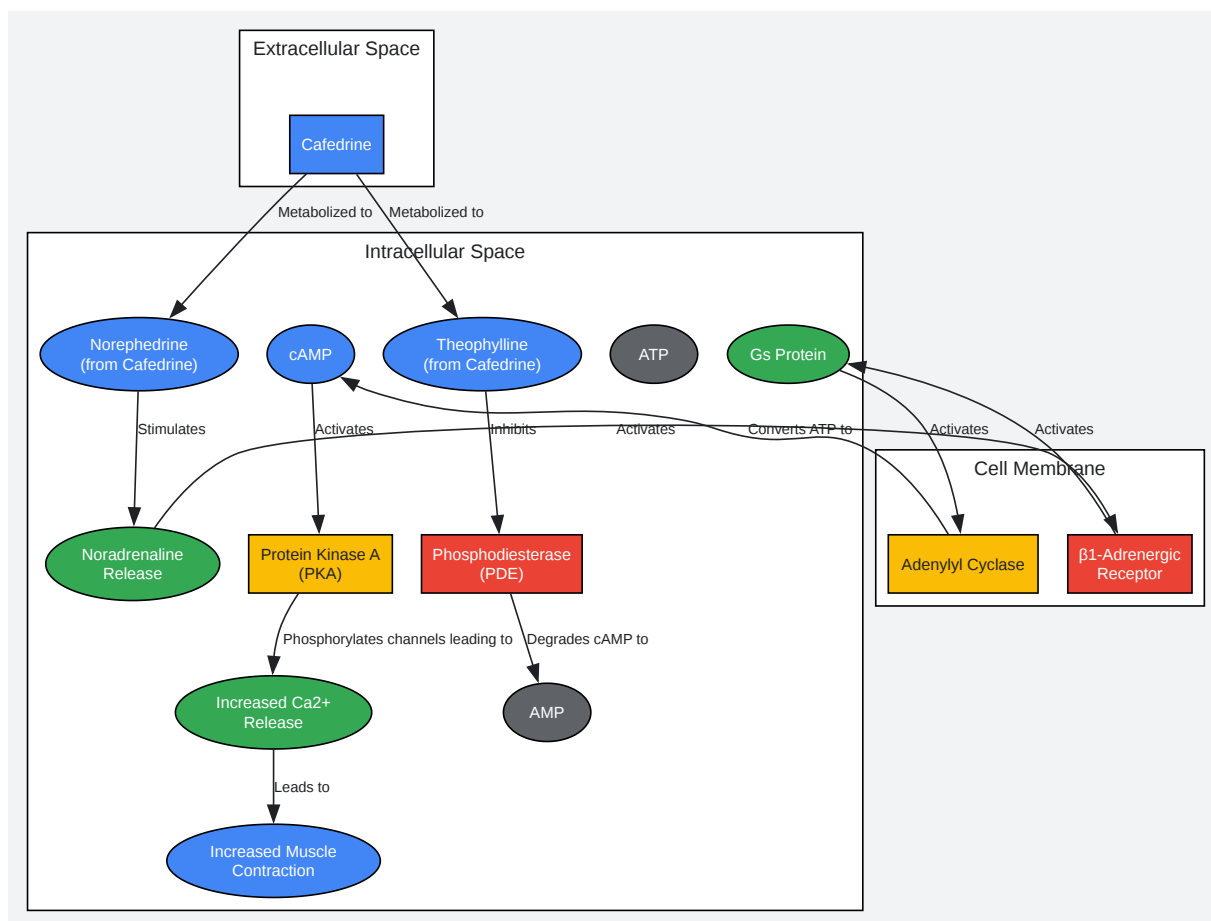 Extracellular Space
Cafedrine
Metabolized to
Metabolized to
Intracellular Space
Norephedrine
(from Cafedrine)
cAMP
Theophylline
(from Cafedrine)
ATP
Gs Protein
Stimulates
Activates
Inhibits
Activates
Converts ATP to
Activates
Activates
Cell Membrane
Noradrenaline
Release
Protein Kinase A
(PKA)
Phosphodiesterase
(PDE)
Adenylyl Cyclase
β1-Adrenergic
Receptor
Phosphorylates channels leading to
Degrades cAMP to
Increased Ca2+
Release
AMP
Leads to
Increased Muscle
Contraction